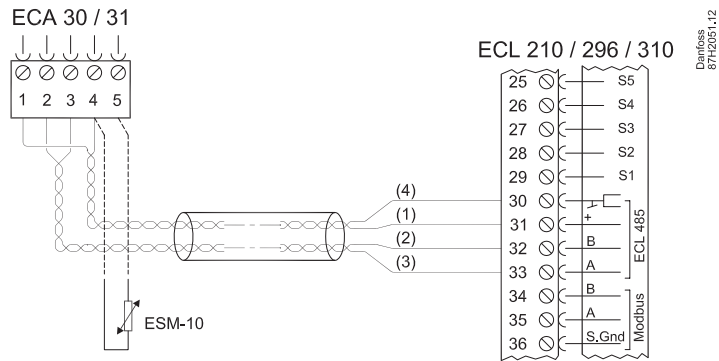 ECA 30 / 31
1 2 3 4 5
ESM-10
(4)
(1)
(2)
(3)
ECL 210 / 296 / 310
25 S5
26 S4
27 S3
28 S2
29 S1
30
31 +
32 B
33 A
34 B
35 A
36 S.Gnd
ECL 485
Modbus
Danfoss
87H2051.12